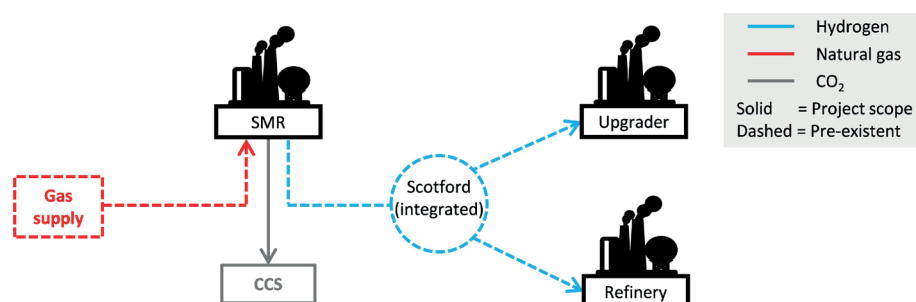 Hydrogen
Natural gas
CO₂
Solid = Project scope
Dashed = Pre-existent
SMR
Upgrader
Gas
supply
Scotford
(integrated)
CCS
Refinery